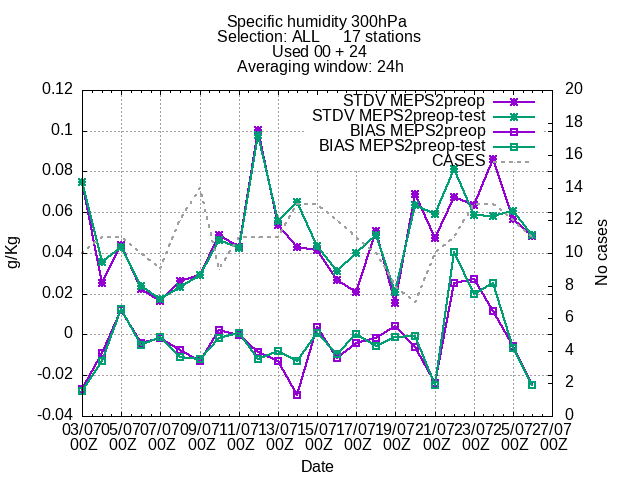 Specific humidity 300hPa
Selection: ALL 17 stations
Used 00 + 24
Averaging window: 24h
STDV MEPS2preop
STDV MEPS2preop-test
BIAS MEPS2preop
BIAS MEPS2preop-test
CASES
g/Kg
0.12
0.1
0.08
0.06
0.04
0.02
0
-0.02
-0.04
No cases
20
18
16
14
12
10
8
6
4
2
0
03/07 05/07 07/07 09/07 11/07 13/07 15/07 17/07 19/07 21/07 23/07 25/07 27/07
00Z 00Z 00Z 00Z 00Z 00Z 00Z 00Z 00Z 00Z 00Z 00Z 00Z
Date